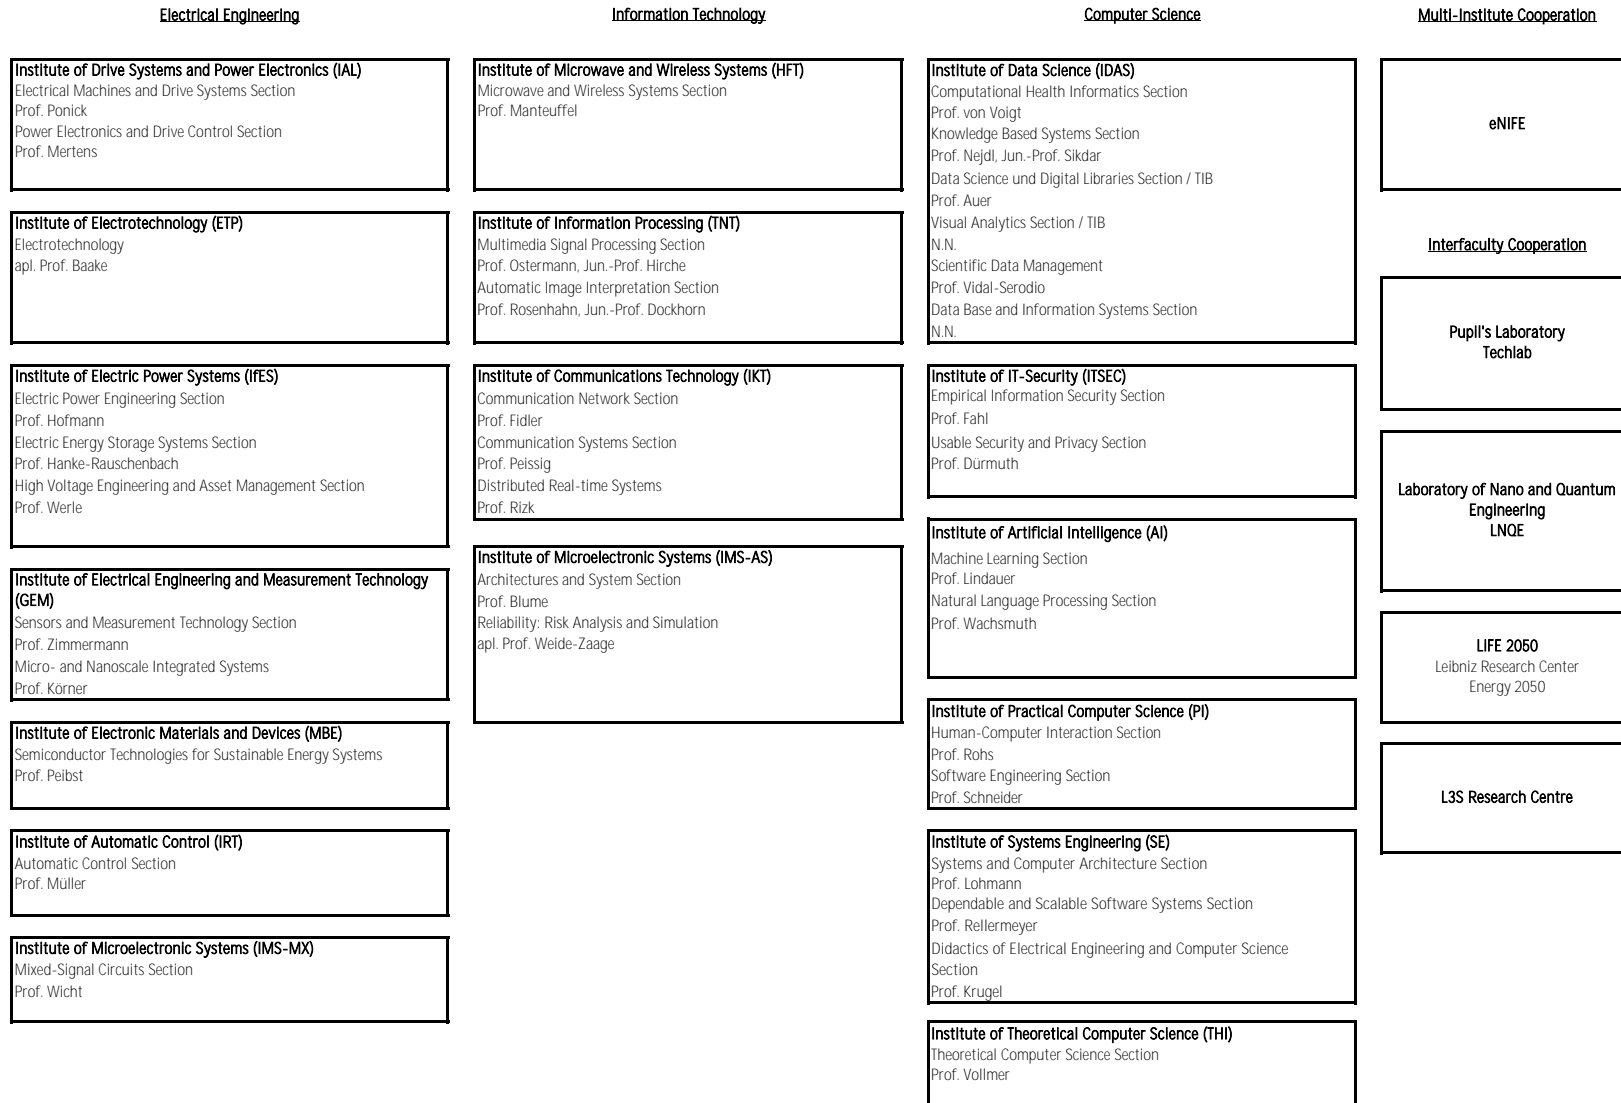 Electrical Engineering
Institute of Drive Systems and Power Electronics (IAL)
Electrical Machines and Drive Systems Section
Prof. Ponick
Power Electronics and Drive Control Section
Prof. Mertens
Institute of Electrotechnology (ETP)
Electrotechnology
apl. Prof. Baake
Institute of Electric Power Systems (IfES)
Electric Power Engineering Section
Prof. Hofmann
Electric Energy Storage Systems Section
Prof. Hanke-Rauschenbach
High Voltage Engineering and Asset Management Section
Prof. Werle
Institute of Electrical Engineering and Measurement Technology
(GEM)
Sensors and Measurement Technology Section
Prof. Zimmermann
Micro- and Nanoscale Integrated Systems
Prof. Körner
Institute of Electronic Materials and Devices (MBE)
Semiconductor Technologies for Sustainable Energy Systems
Prof. Peibst
Institute of Automatic Control (IRT)
Automatic Control Section
Prof. Müller
Institute of Microelectronic Systems (IMS-MX)
Mixed-Signal Circuits Section
Prof. Wicht
Information Technology
Institute of Microwave and Wireless Systems (HFT)
Microwave and Wireless Systems Section
Prof. Manteuffel
Institute of Information Processing (TNT)
Multimedia Signal Processing Section
Prof. Ostermann, Jun.-Prof. Hirche
Automatic Image Interpretation Section
Prof. Rosenhahn, Jun.-Prof. Dockhorn
Institute of Communications Technology (IKT)
Communication Network Section
Prof. Fidler
Communication Systems Section
Prof. Peissig
Distributed Real-time Systems
Prof. Rizk
Institute of Microelectronic Systems (IMS-AS)
Architectures and System Section
Prof. Blume
Reliability: Risk Analysis and Simulation
apl. Prof. Weide-Zaage
Computer Science
Institute of Data Science (IDAS)
Computational Health Informatics Section
Prof. von Voigt
Knowledge Based Systems Section
Prof. Nejdl, Jun.-Prof. Sikdar
Data Science und Digital Libraries Section / TIB
Prof. Auer
Visual Analytics Section / TIB
N.N.
Scientific Data Management
Prof. Vidal-Serodio
Data Base and Information Systems Section
N.N.
Institute of IT-Security (ITSEC)
Empirical Information Security Section
Prof. Fahl
Usable Security and Privacy Section
Prof. Dürmuth
Institute of Artificial Intelligence (AI)
Machine Learning Section
Prof. Lindauer
Natural Language Processing Section
Prof. Wachsmuth
Institute of Practical Computer Science (PI)
Human-Computer Interaction Section
Prof. Rohs
Software Engineering Section
Prof. Schneider
Institute of Systems Engineering (SE)
Systems and Computer Architecture Section
Prof. Lohmann
Dependable and Scalable Software Systems Section
Prof. Rellermeyer
Didactics of Electrical Engineering and Computer Science
Section
Prof. Krugel
Institute of Theoretical Computer Science (THI)
Theoretical Computer Science Section
Prof. Vollmer
Multi-Institute Cooperation
eNIFE
Interfaculty Cooperation
Pupil's Laboratory
Techlab
Laboratory of Nano and Quantum
Engineering
LNQE
LIFE 2050
Leibniz Research Center
Energy 2050
L3S Research Centre